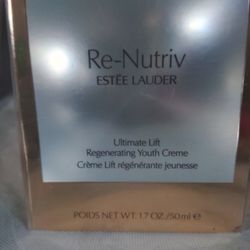 Re-Nutriv
ESTĒE LAUDER
Ultimate Lift
Regenerating Youth Creme
Crème Lift régénérante jeunesse
POIDS NET WT. 1.7 OZ./50 ml ℮